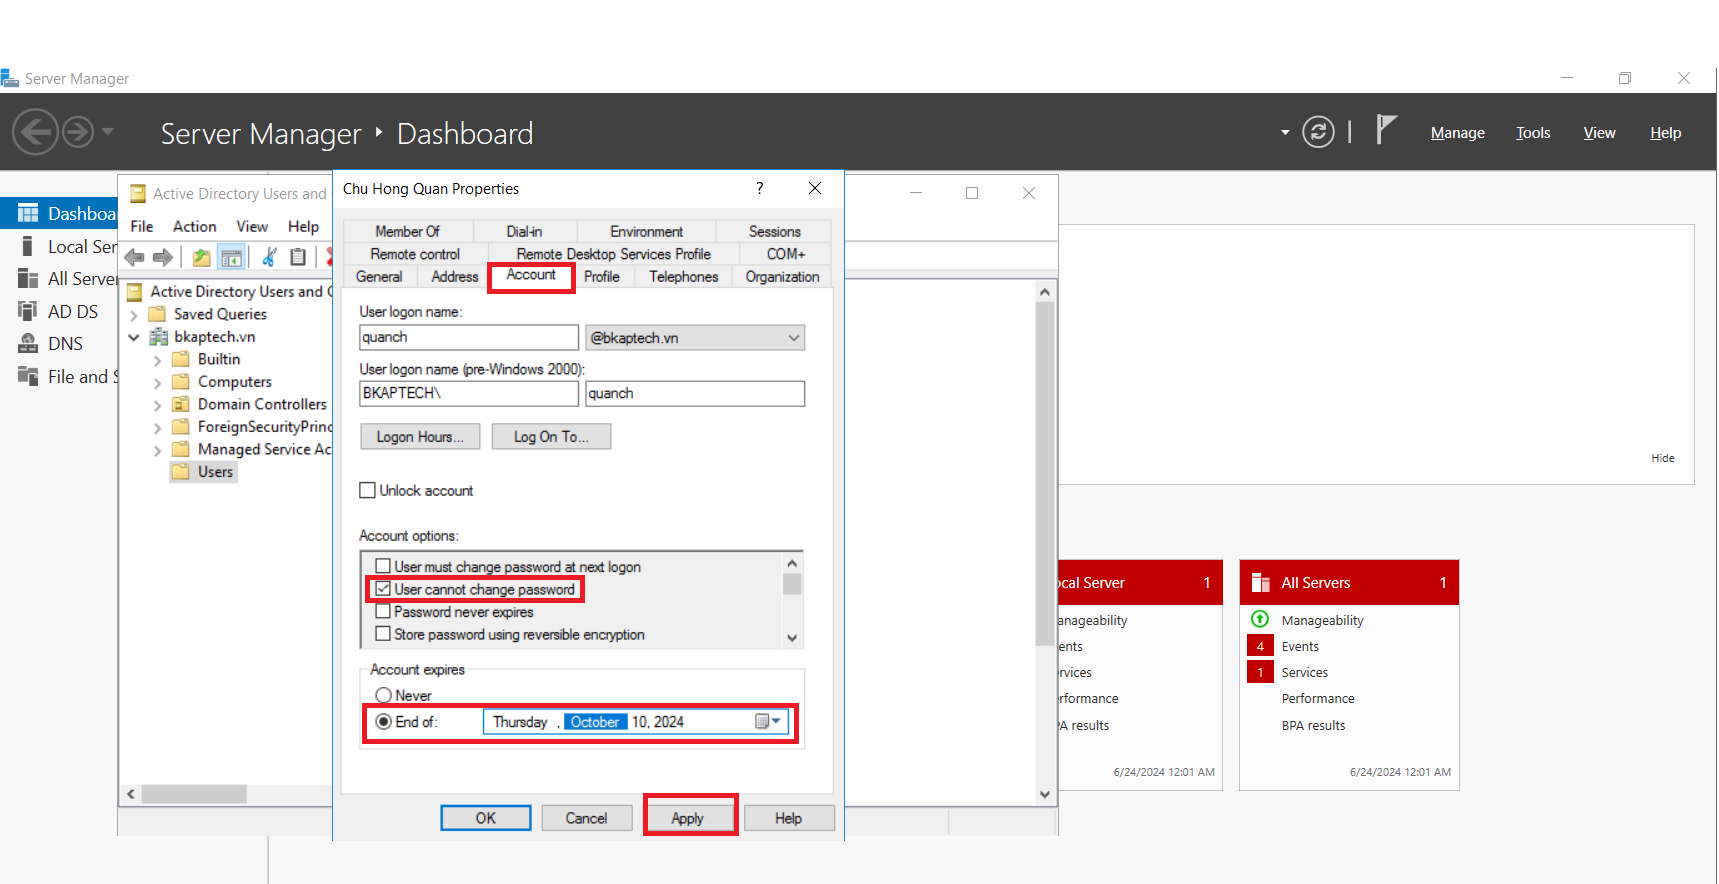 Server Manager
Server Manager ‣ Dashboard
Manage Tools View Help
Dashboa
Local Ser
All Server
AD DS
DNS
File and S
Active Directory Users and
File Action View Help
Active Directory Users and C
Saved Queries
bkaptech.vn
Builtin
Computers
Domain Controllers
ForeignSecurityPrinc
Managed Service Ac
Users
Chu Hong Quan Properties
?
Member Of Dial-in Environment Sessions
Remote control Remote Desktop Services Profile COM+
General Address Account Profile Telephones Organization
User logon name:
quanch @bkaptech.vn
User logon name (pre-Windows 2000):
BKAPTECH\ quanch
Logon Hours... Log On To...
Unlock account
Account options:
User must change password at next logon
User cannot change password
Password never expires
Store password using reversible encryption
Account expires
Never
End of: Thursday , October 10, 2024
OK Cancel Apply Help
Hide
ocal Server 1
anageability
ents
rvices
rformance
PA results
6/24/2024 12:01 AM
All Servers 1
Manageability
4 Events
1 Services
Performance
BPA results
6/24/2024 12:01 AM